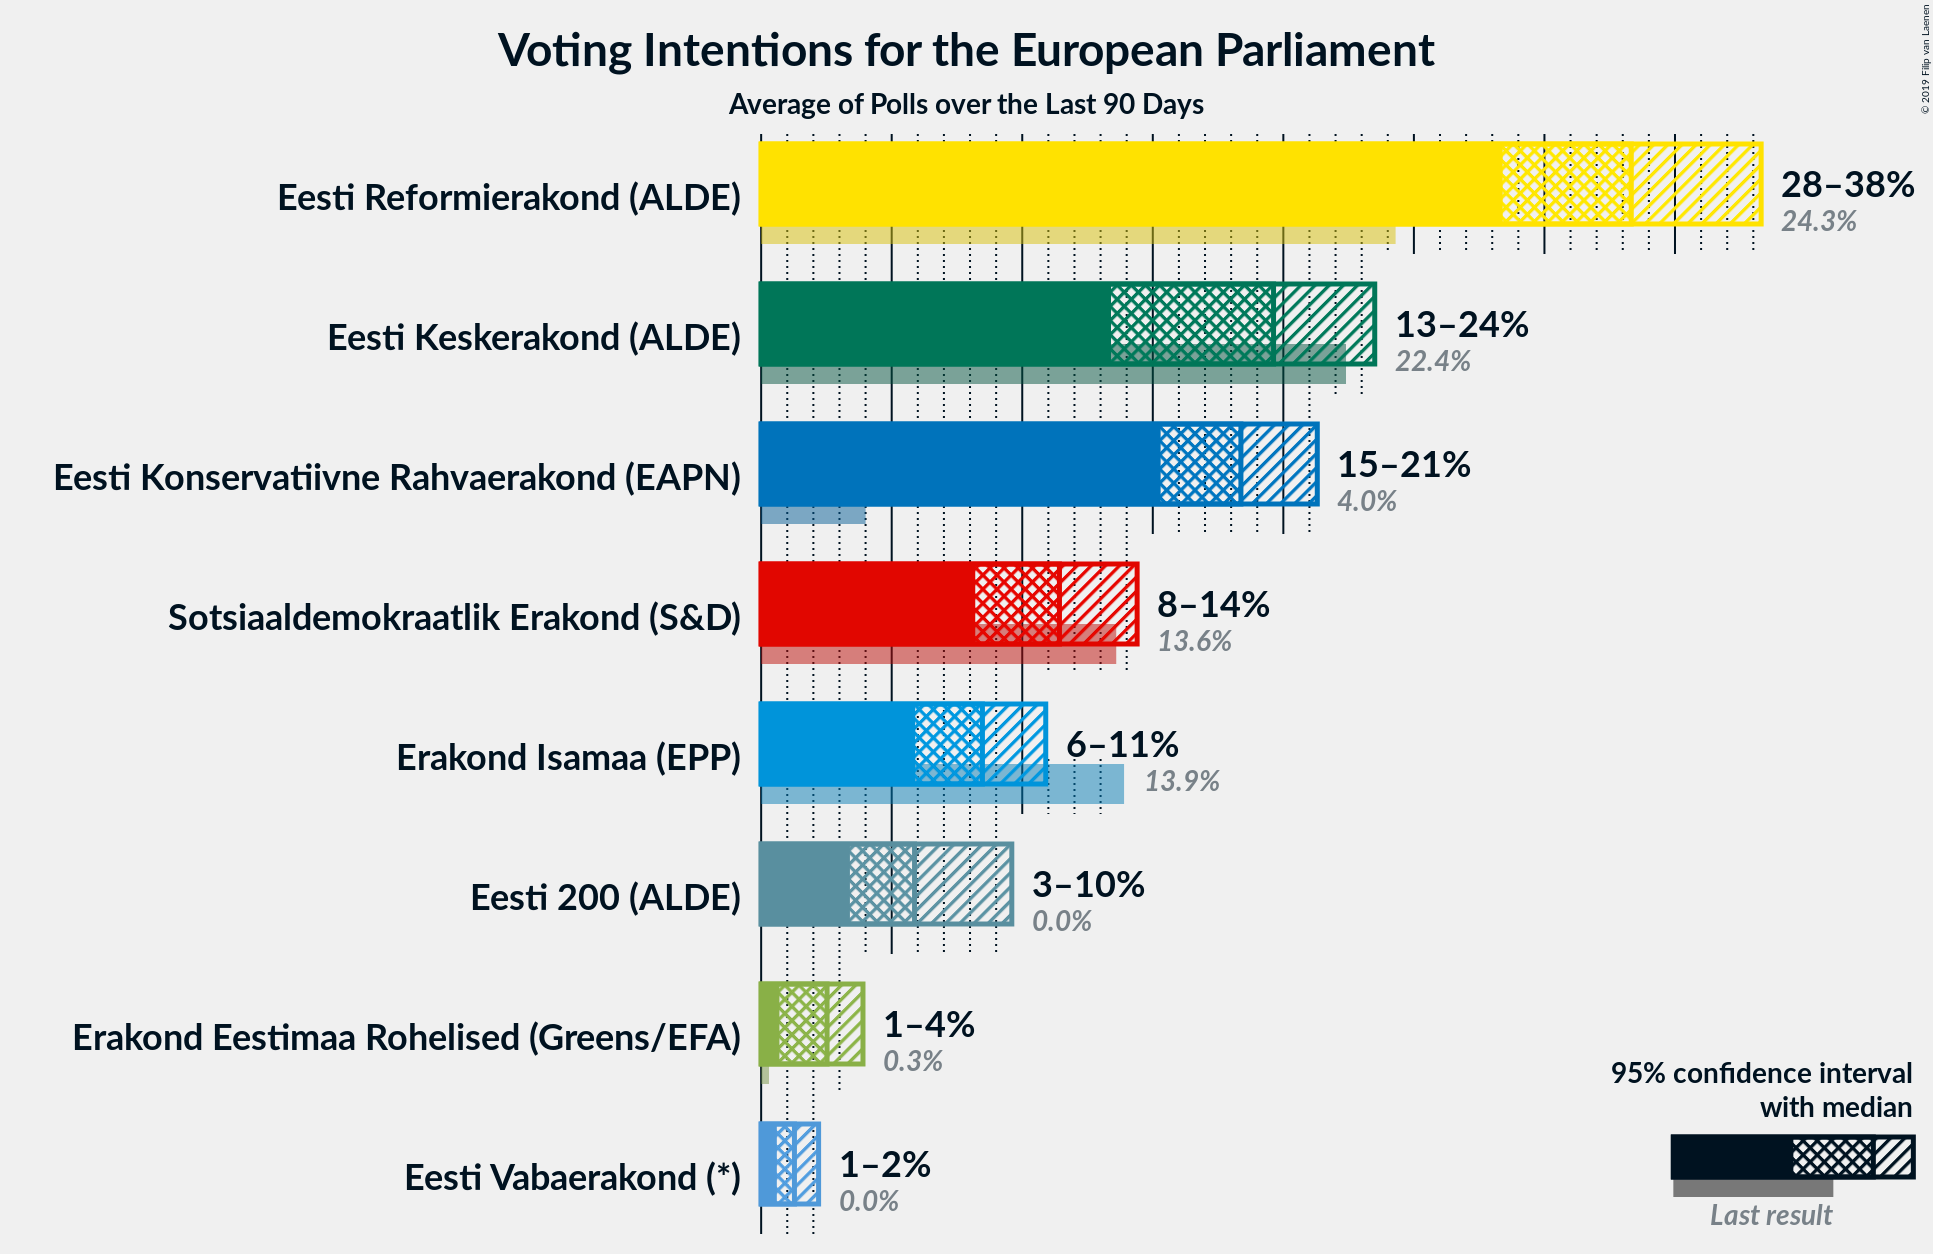 Voting Intentions for the European Parliament
Average of Polls over the Last 90 Days
© 2019 Filip van Laenen
Eesti Reformierakond (ALDE)
28–38%
24.3%
Eesti Keskerakond (ALDE)
13–24%
22.4%
Eesti Konservatiivne Rahvaerakond (EAPN)
15–21%
4.0%
Sotsiaaldemokraatlik Erakond (S&D)
8–14%
13.6%
Erakond Isamaa (EPP)
6–11%
13.9%
Eesti 200 (ALDE)
3–10%
0.0%
Erakond Eestimaa Rohelised (Greens/EFA)
1–4%
0.3%
Eesti Vabaerakond (*)
1–2%
0.0%
95% confidence interval
with median
Last result